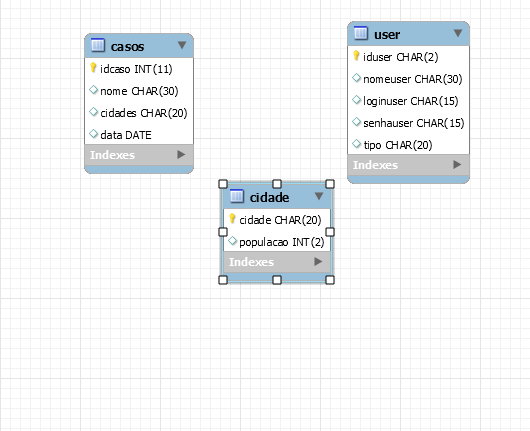 casos
idcaso INT(11)
nome CHAR(30)
cidades CHAR(20)
data DATE
Indexes
user
iduser CHAR(2)
nomeuser CHAR(30)
loginuser CHAR(15)
senhauser CHAR(15)
tipo CHAR(20)
Indexes
cidade
cidade CHAR(20)
populacao INT(2)
Indexes